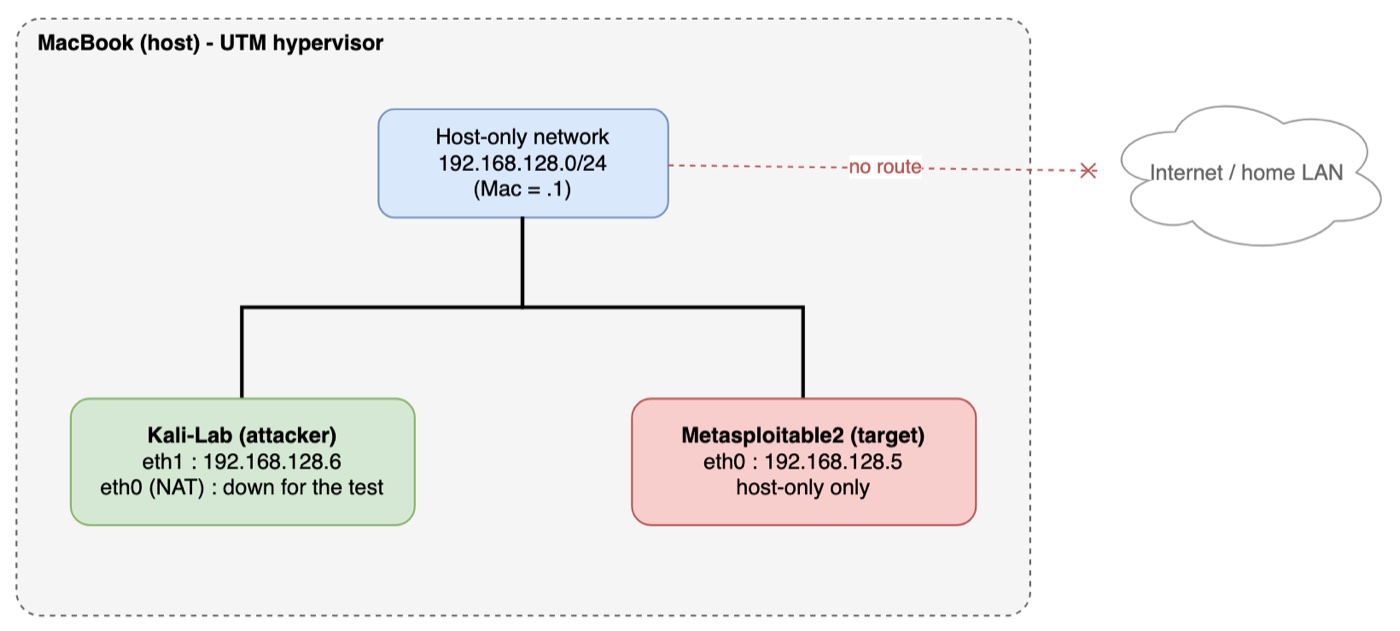 MacBook (host) - UTM hypervisor
Host-only network
192.168.128.0/24
(Mac = .1)
no route
Internet / home LAN
Kali-Lab (attacker)
eth1 : 192.168.128.6
eth0 (NAT) : down for the test
Metasploitable2 (target)
eth0 : 192.168.128.5
host-only only